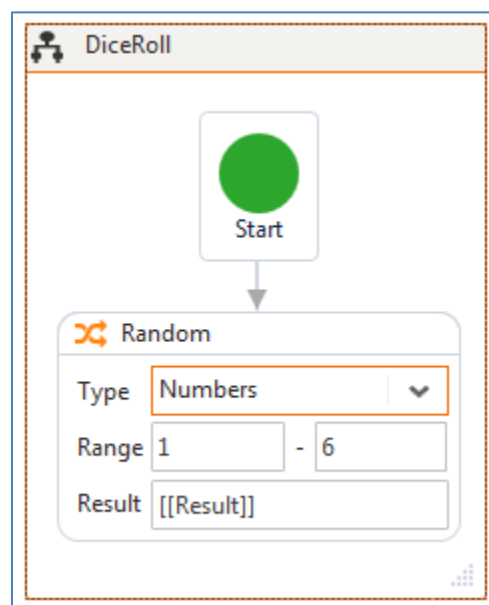 DiceRoll
Start
Random
Type Numbers
Range 1 - 6
Result [[Result]]